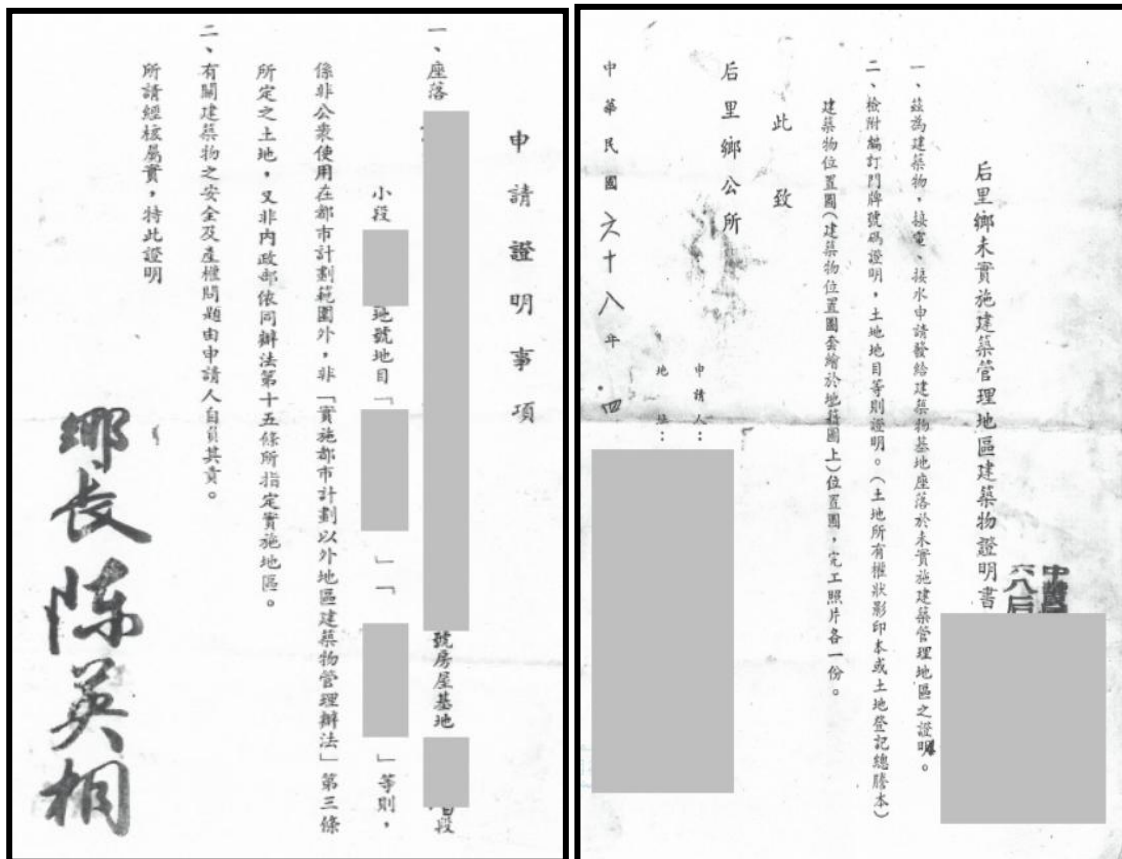 中華民
六八后
后里鄉未實施建築管理地區建築物證明書
一、茲為建築物，接電、接水申請發給建築物基地座落於未實施建築管理地區之證明。
二、檢附編訂門牌號碼證明，土地地目等則證明。（土地所有權狀影印本或土地登記總謄本）
建築物位置圖（建築物位置圖套繪於地籍圖上）位置圖，完工照片各一份。
此致
后里鄉公所
申請人：
地址：
中華民國六十八年．四
申請證明事項
一、座落 號房屋基地 段
小段 地號地目「 」「 」等則，
係非公衆使用在都市計劃範圍外，非「實施都市計劃以外地區建築物管理辦法」第三條
所定之土地，又非內政部依同辦法第十五條所指定實施地區。
二、有關建築物之安全及產權問題由申請人自負其責。
所請經核屬實，特此證明
鄉長陳英相